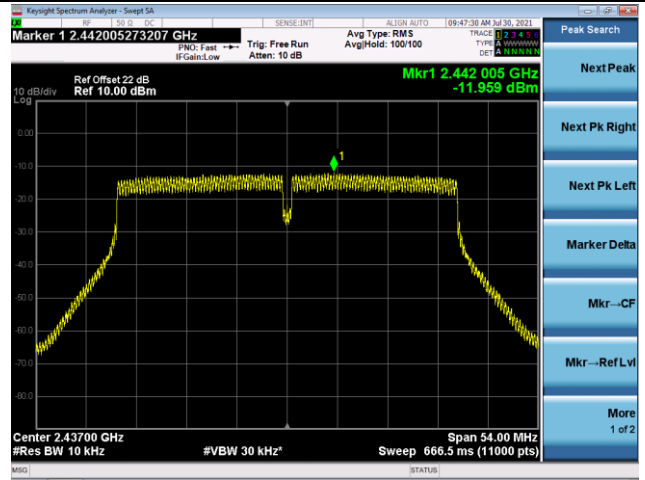 Keysight Spectrum Analyzer - Swept SA
RF 50 Ω DC SENSE:INT ALIGN AUTO 09:47:38 AM Jul 30, 2021
Marker 1 2.442005273207 GHz
PNO: Fast
IFGain:Low
Trig: Free Run
Atten: 10 dB
Avg Type: RMS
Avg|Hold: 100/100
TRACE 1 2 3 4 5 6
TYPE A WWWWW
DET A N N N N N
Peak Search
Mkr1 2.442 005 GHz
-11.959 dBm
Ref Offset 22 dB
10 dB/div Ref 10.00 dBm
Log
1
0.00
-10.0
-20.0
-30.0
-40.0
-50.0
-60.0
-70.0
-80.0
Center 2.43700 GHz Span 54.00 MHz
#Res BW 10 kHz #VBW 30 kHz* Sweep 666.5 ms (11000 pts)
MSG STATUS
Next Peak
Next Pk Right
Next Pk Left
Marker Delta
Mkr→CF
Mkr→Ref Lvl
More
1 of 2